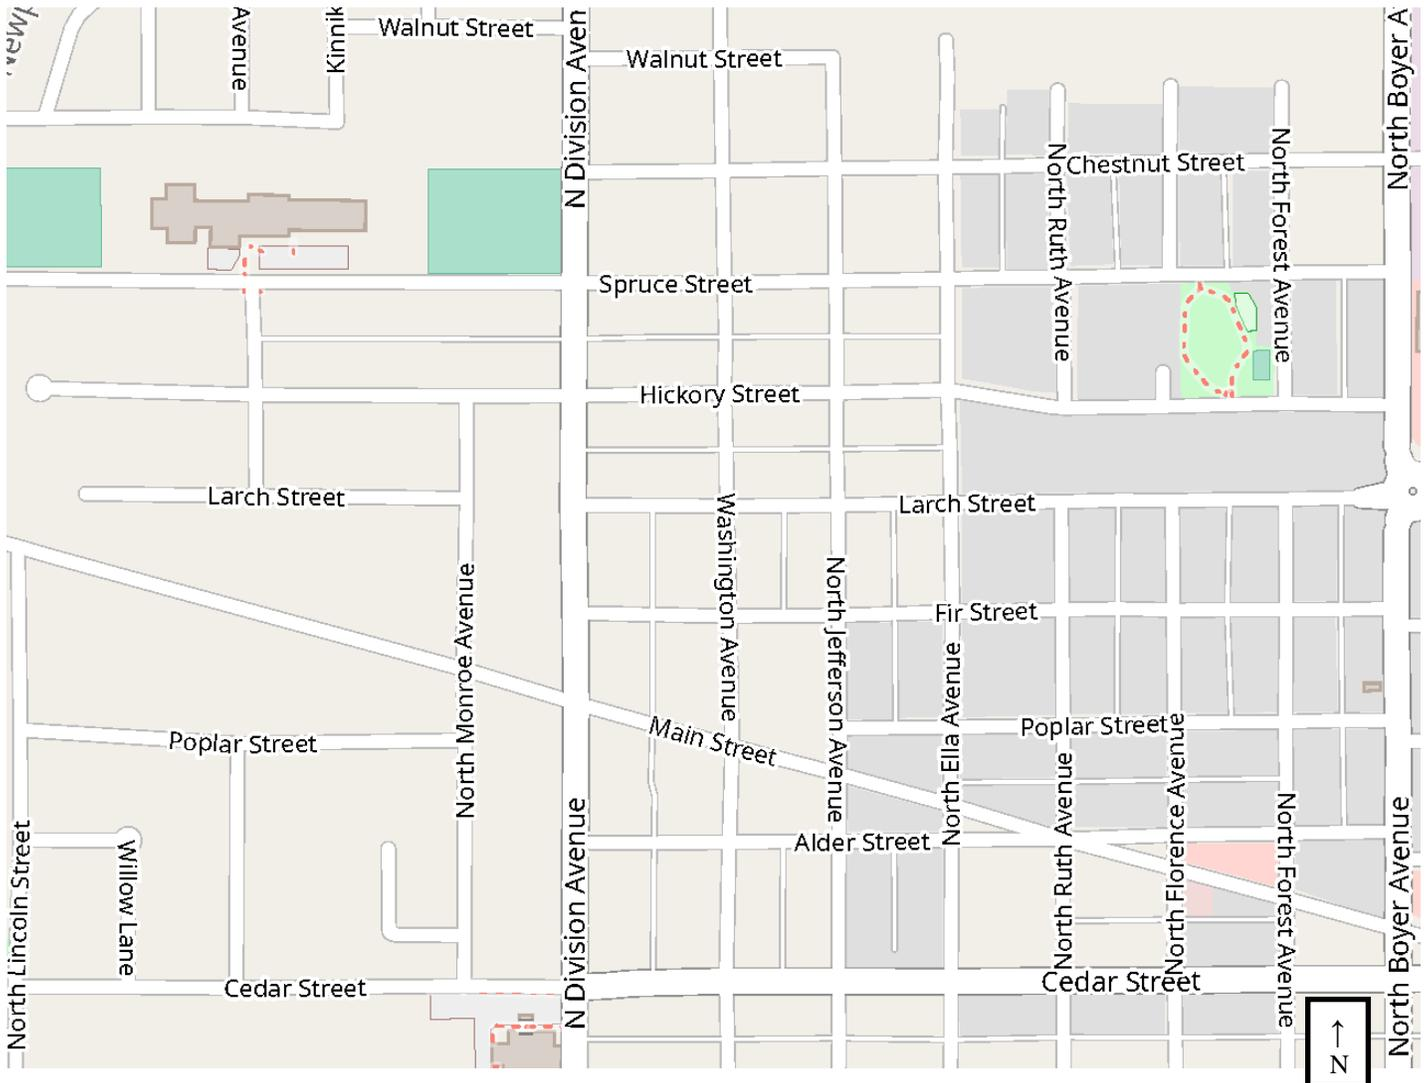 Newp
Avenue
Kinnik
Walnut Street
N Division Aven
Walnut Street
North Boyer A
Chestnut Street
North Ruth Avenue
North Forest Avenue
Spruce Street
Hickory Street
Larch Street
Larch Street
Washington Avenue
North Jefferson Avenue
Fir Street
North Monroe Avenue
North Ella Avenue
Poplar Street
Main Street
Poplar Street
North Florence Avenue
North Ruth Avenue
Alder Street
North Forest Avenue
North Boyer Avenue
N Division Avenue
North Lincoln Street
Willow Lane
Cedar Street
Cedar Street
↑
N